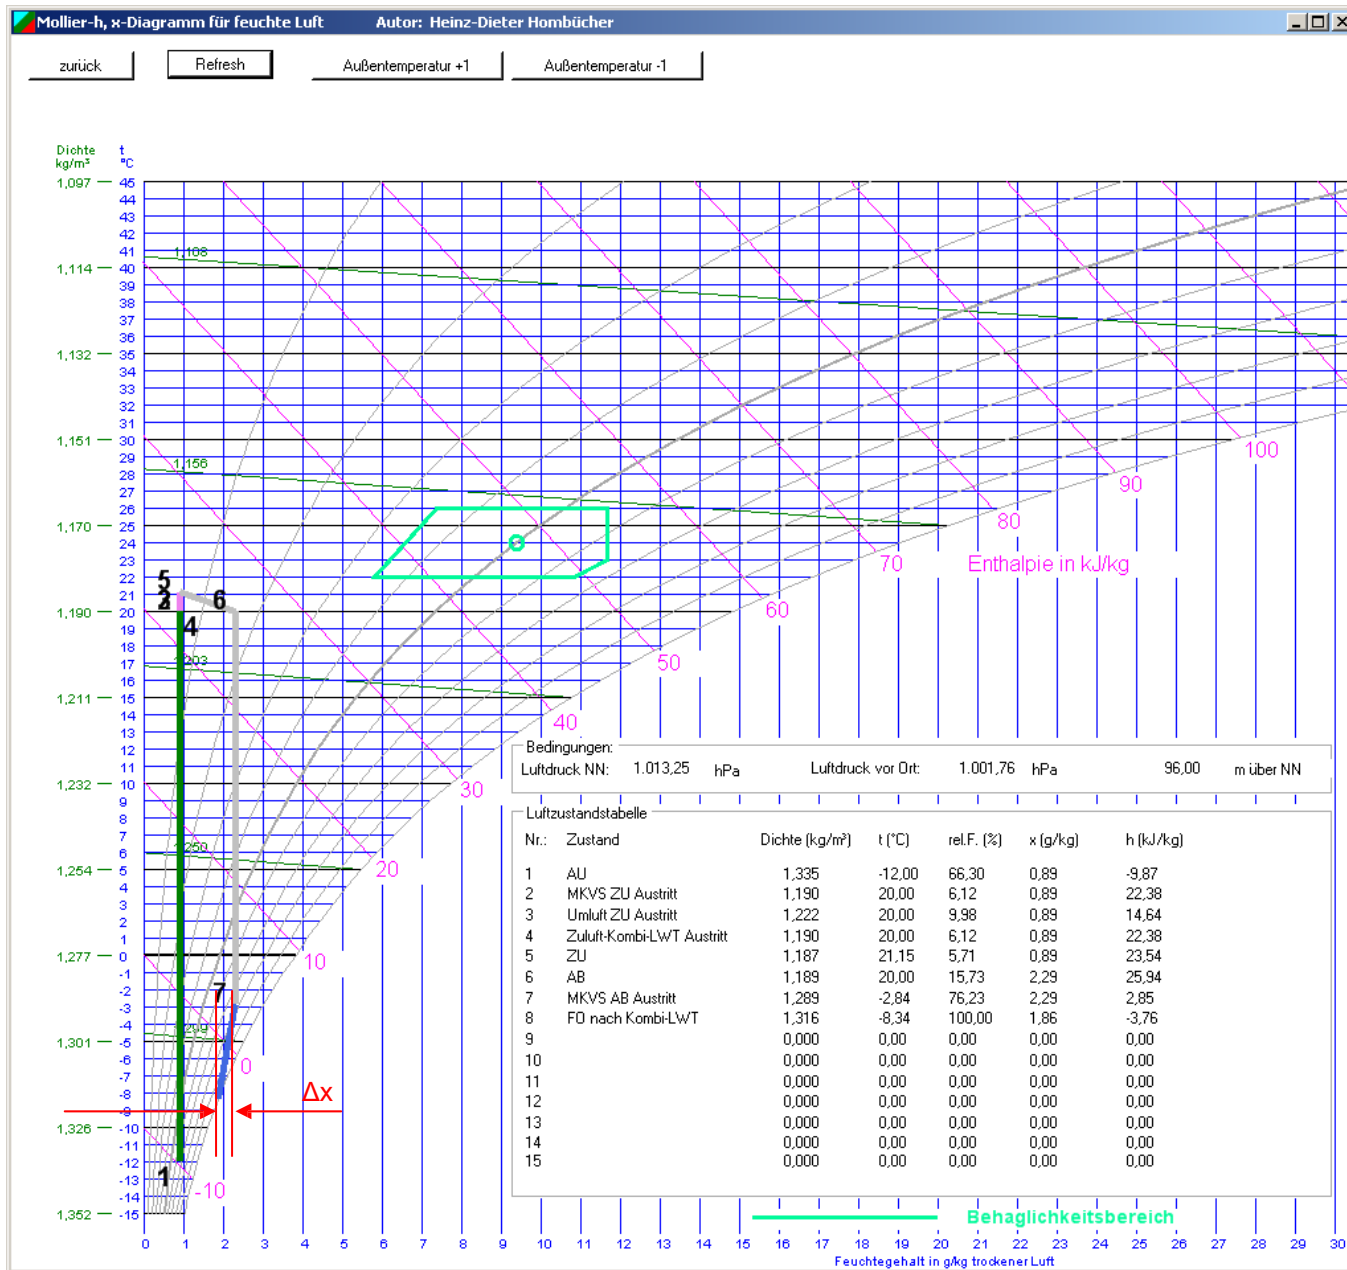 Mollier-h, x-Diagramm für feuchte Luft Autor: Heinz-Dieter Hombücher
zurück Refresh Außentemperatur +1 Außentemperatur -1
Dichte t
kg/m³ °C
1,097 45
44
43
42
41
1,108
1,114 40
39
38
37
36
1,132 35
34
33
32
31
1,151 30
29
100
1,156
28
90
27
26
80
1,170 25
24
23
70
Enthalpie in kJ/kg
22
5
21
60
6
1,190 20
4
19
18
50
17
1,203
16
1,211 15
14
40
13
12
11
1,232 10
30
9
8
7
6
1,250
1,254 5
20
4
3
2
1
1,277 0
10
-1
-2
7
-3
-4
1,299
1,301 -5
-6
0
-7
-8
-9
Δx
1,326 -10
-11
-12
1
-13
-10
-14
1,352 -15
0 1 2 3 4 5 6 7 8 9 10 11 12 13 14 15 16 17 18 19 20 21 22 23 24 25 26 27 28 29 30
Feuchtegehalt in g/kg trockener Luft
Bedingungen:
Luftdruck NN: 1.013,25 hPa Luftdruck vor Ort: 1.001,76 hPa 96,00 m über NN
Luftzustandstabelle
Nr.: Zustand Dichte (kg/m³) t (°C) rel.F. (%) x (g/kg) h (kJ/kg)
1 AU 1,335 -12,00 66,30 0,89 -9,87
2 MKVS ZU Austritt 1,190 20,00 6,12 0,89 22,38
3 Umluft ZU Austritt 1,222 20,00 9,98 0,89 14,64
4 Zuluft-Kombi-LWT Austritt 1,190 20,00 6,12 0,89 22,38
5 ZU 1,187 21,15 5,71 0,89 23,54
6 AB 1,189 20,00 15,73 2,29 25,94
7 MKVS AB Austritt 1,289 -2,84 76,23 2,29 2,85
8 FO nach Kombi-LWT 1,316 -8,34 100,00 1,86 -3,76
9 0,000 0,00 0,00 0,00 0,00
10 0,000 0,00 0,00 0,00 0,00
11 0,000 0,00 0,00 0,00 0,00
12 0,000 0,00 0,00 0,00 0,00
13 0,000 0,00 0,00 0,00 0,00
14 0,000 0,00 0,00 0,00 0,00
15 0,000 0,00 0,00 0,00 0,00
Behaglichkeitsbereich